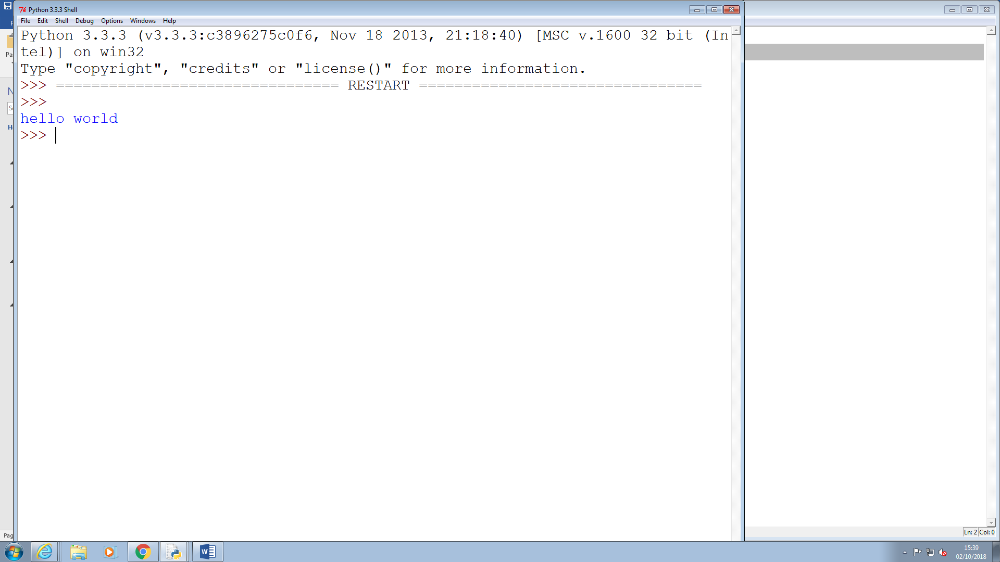 Python 3.3.3 Shell
File Edit Shell Debug Options Windows Help
Python 3.3.3 (v3.3.3:c3896275c0f6, Nov 18 2013, 21:18:40) [MSC v.1600 32 bit (In
tel)] on win32
Type "copyright", "credits" or "license()" for more information.
>>> ================================ RESTART ================================
>>>
hello world
>>>
Ln: 2 Col: 0
15:39
02/10/2018